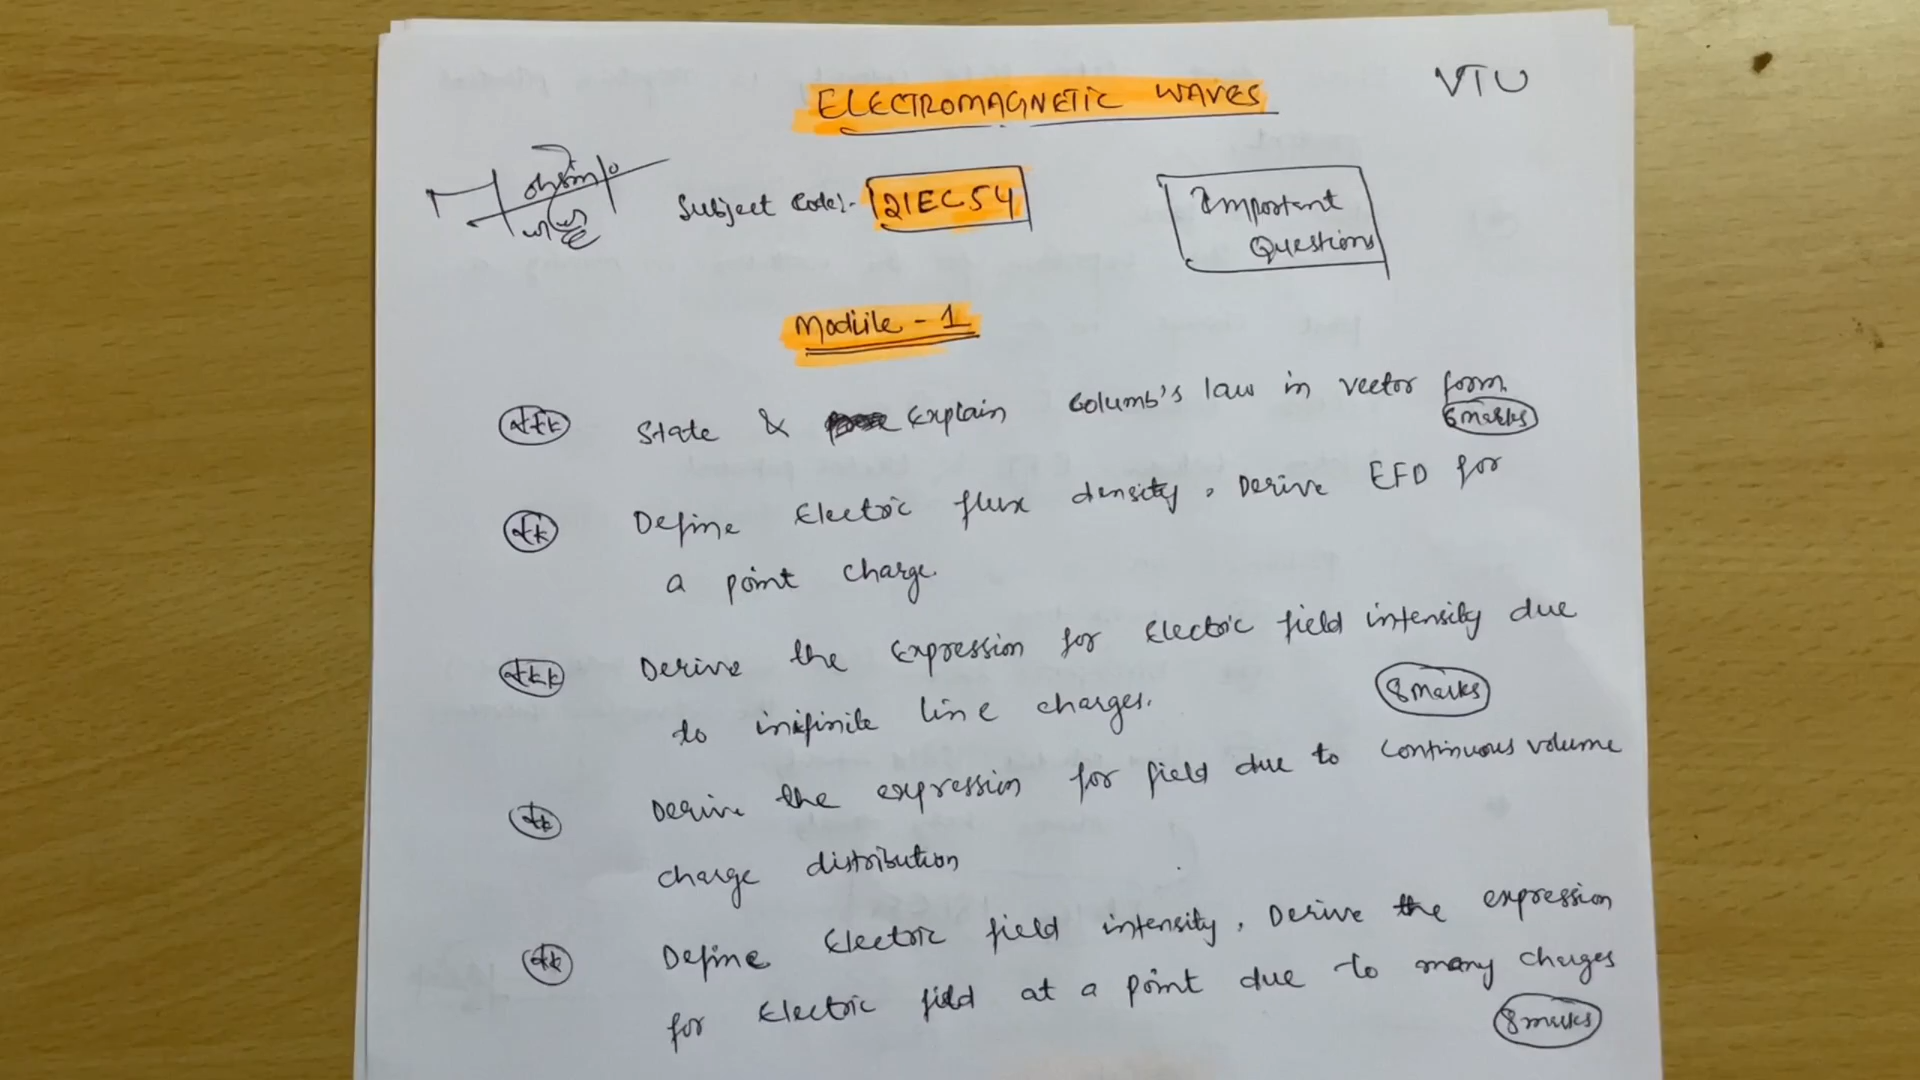 VTU
ELECTROMAGNETIC WAVES
Subject Code:- 21EC54
Important
Questions
Module - 1
State & Explain Columb's law in vector form.
6 marks
Define Electric flux density, Derive EFD for
a point charge.
Derive the Expression for Electric field intensity due
to inifinite line charges.
8 marks
Derive the expression for field due to continuous volume
charge distribution
Define Electric field intensity, Derive the expression
for Electric field at a point due to many charges
8 marks